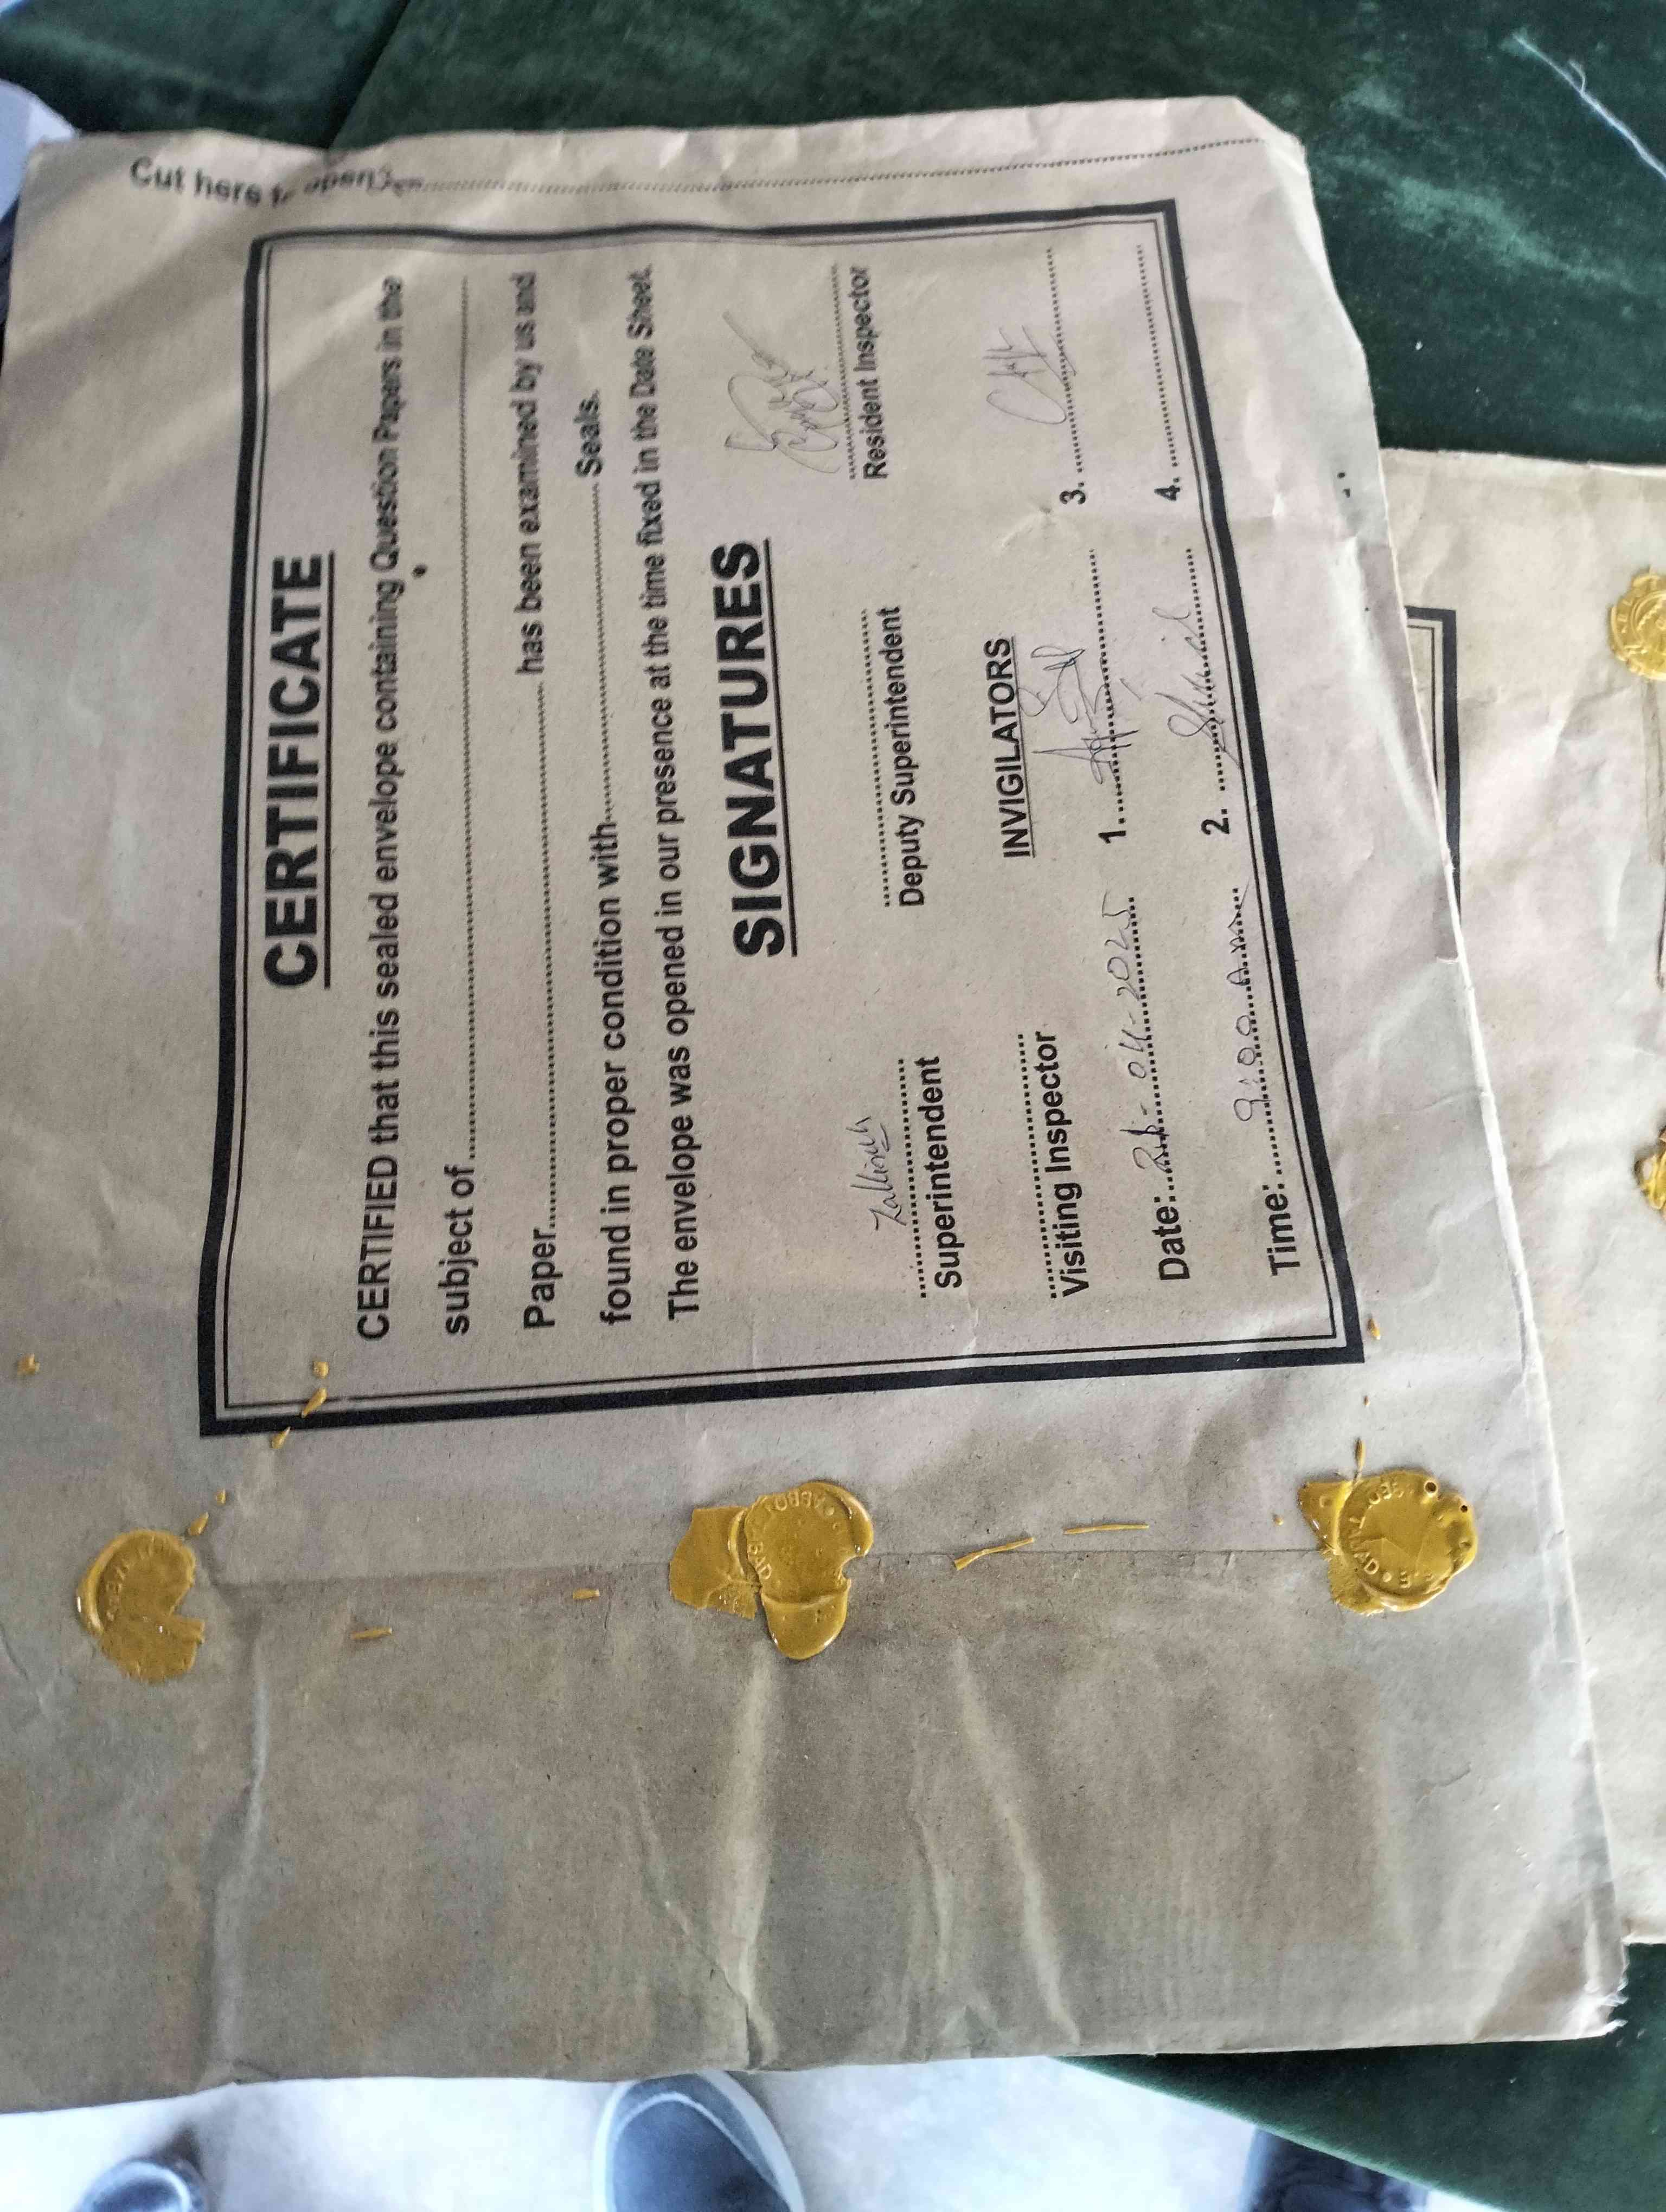 Cut here to open
CERTIFICATE
CERTIFIED that this sealed envelope containing Question Papers in the
subject of
Paper has been examined by us and
found in proper condition with Seals.
The envelope was opened in our presence at the time fixed in the Date Sheet.
SIGNATURES
Superintendent Deputy Superintendent Resident Inspector
INVIGILATORS
Visiting Inspector 1. 3.
Date: -04-2025 2. 4.
Time: 9:00 A.m